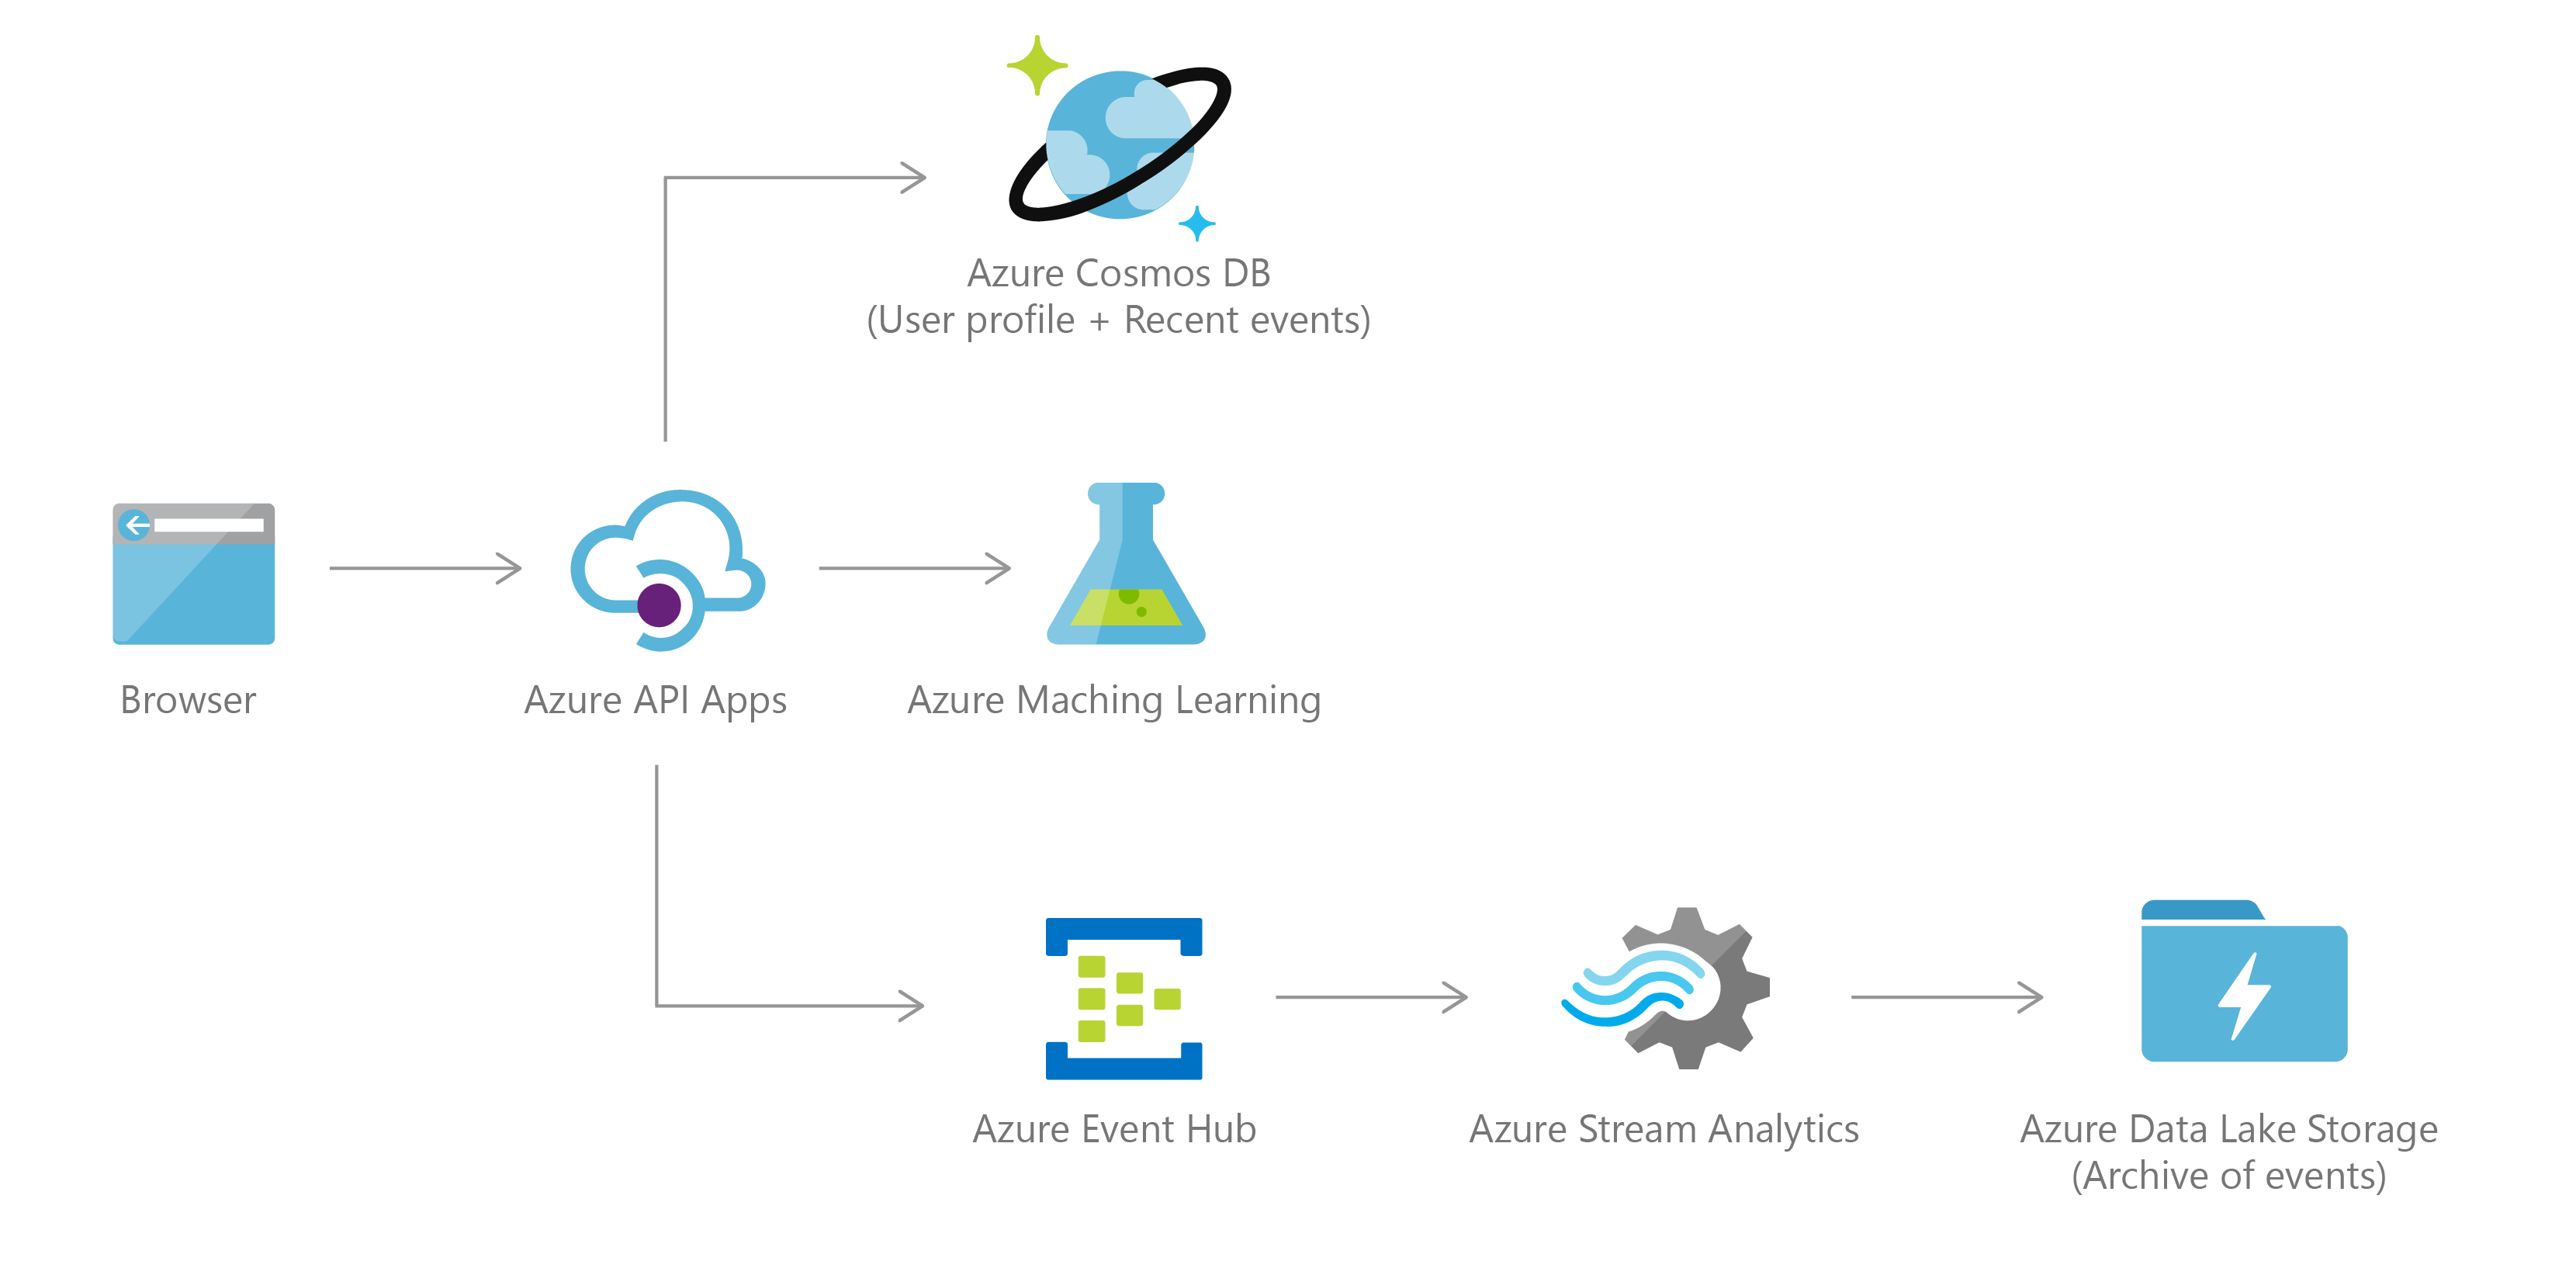 Azure Cosmos DB
(User profile + Recent events)
Browser
Azure API Apps
Azure Maching Learning
Azure Event Hub
Azure Stream Analytics
Azure Data Lake Storage
(Archive of events)